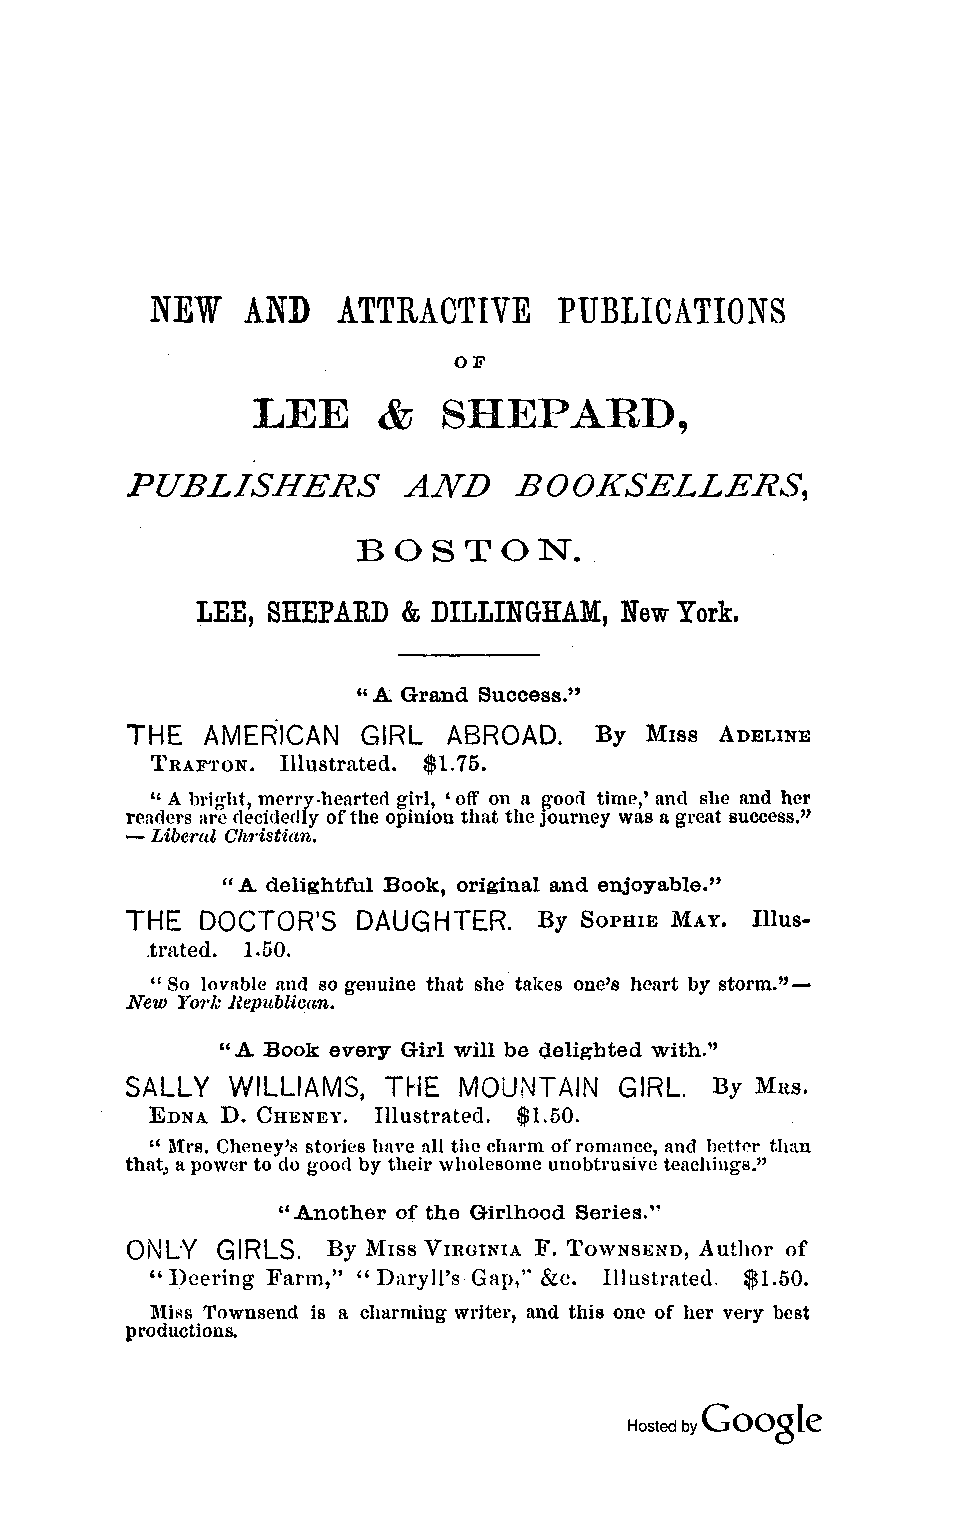 NEW AND ATTRACTIVE PUBLICATIONS
OF
LEE & SHEPARD,
PUBLISHERS AND BOOKSELLERS,
BOSTON.
LEE, SHEPARD & DILLINGHAM, New York.
"A Grand Success."
THE AMERICAN GIRL ABROAD. By Miss Adeline
Trafton. Illustrated. $1.75.
"A bright, merry-hearted girl, 'off on a good time,' and she and her
readers are decidedly of the opinion that the journey was a great success."
— Liberal Christian.
"A delightful Book, original and enjoyable."
THE DOCTOR'S DAUGHTER. By Sophie May. Illus-
trated. 1.50.
"So lovable and so genuine that she takes one's heart by storm."—
New York Republican.
"A Book every Girl will be delighted with."
SALLY WILLIAMS, THE MOUNTAIN GIRL. By Mrs.
Edna D. Cheney. Illustrated. $1.50.
"Mrs. Cheney's stories have all the charm of romance, and better than
that, a power to do good by their wholesome unobtrusive teachings."
"Another of the Girlhood Series."
ONLY GIRLS. By Miss Virginia F. Townsend, Author of
"Deering Farm," "Daryll's Gap," &c. Illustrated. $1.50.
Miss Townsend is a charming writer, and this one of her very best
productions.
Hosted by Google